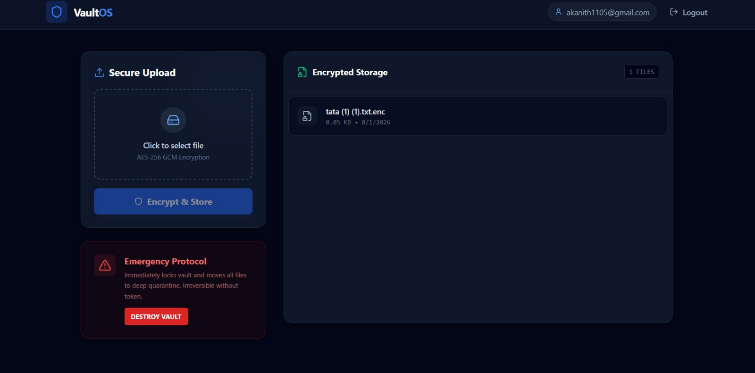 VaultOS
akanith1105@gmail.com
Logout
Secure Upload
Click to select file
AES-256 GCM Encryption
Encrypt & Store
Emergency Protocol
Immediately locks vault and moves all files
to deep quarantine. Irreversible without
token.
DESTROY VAULT
Encrypted Storage
1 FILES
tata (1) (1).txt.enc
0.05 KB • 8/1/2026